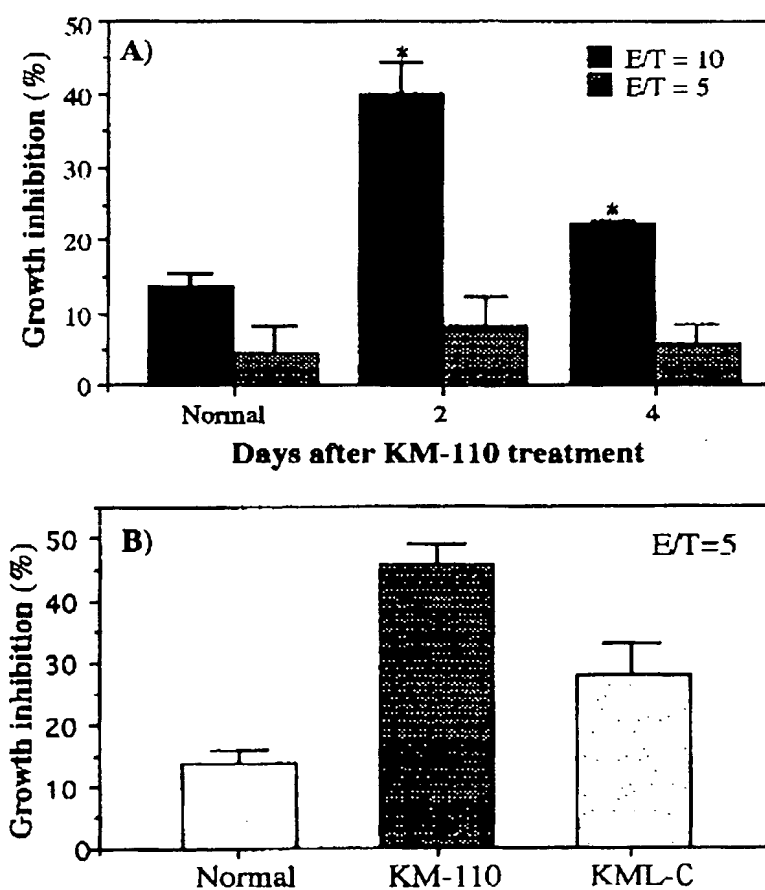 A)
E/T = 10
E/T = 5
Growth inhibition (%)
50
40
30
20
10
0
*
*
Normal
2
4
Days after KM-110 treatment
B)
E/T=5
Growth inhibition (%)
50
40
30
20
10
0
Normal
KM-110
KML-C